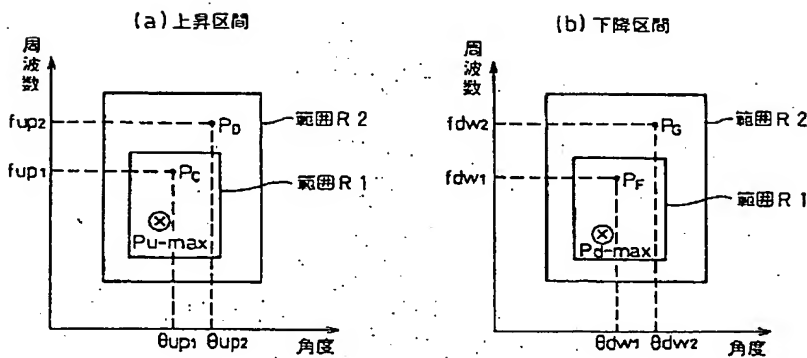 (a) 上昇区間
周波数
fup2
fup1
PD
PC
Pu-max
範囲R2
範囲R1
θup1
θup2
角度
(b) 下降区間
周波数
fdw2
fdw1
PG
PF
Pd-max
範囲R2
範囲R1
θdw1
θdw2
角度